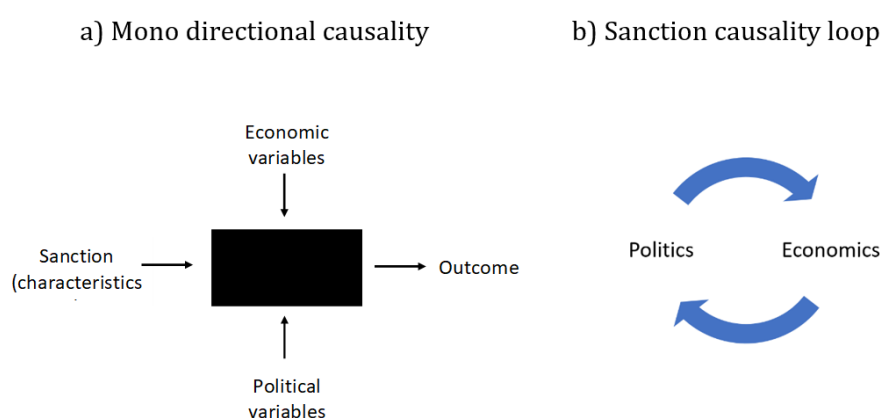 a) Mono directional causality
b) Sanction causality loop
Economic
variables
Sanction
(characteristics
Outcome
Political
variables
Politics
Economics